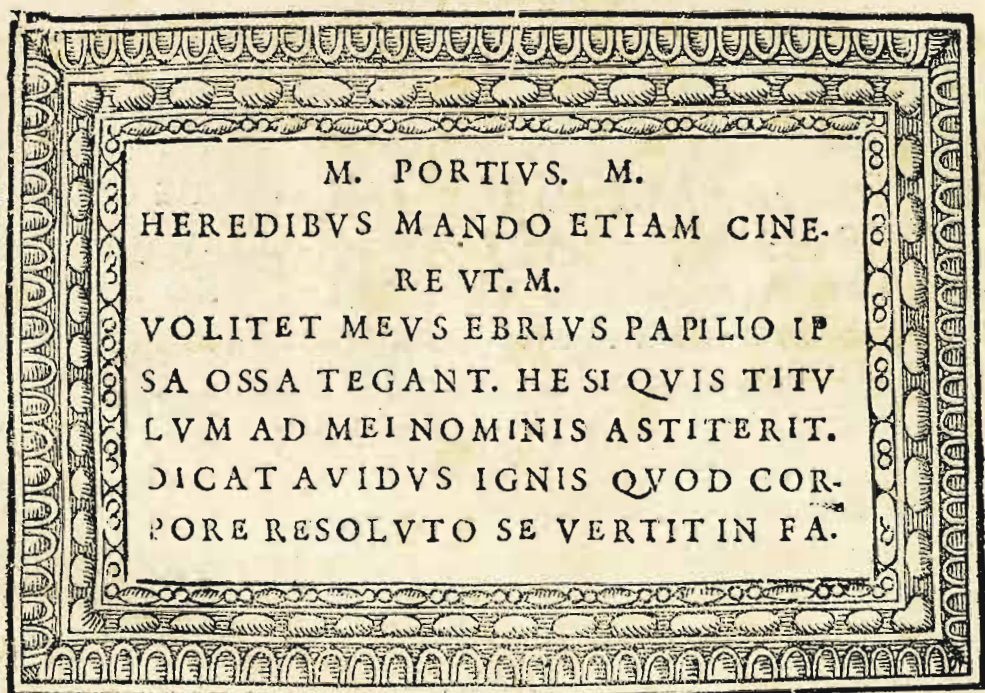 M. PORTIVS. M.
HEREDIBVS MANDO ETIAM CINE-
RE VT. M.
VOLITET MEVS EBRIVS PAPILIO IP
SA OSSA TEGANT. HE SI QVIS TITV
LVM AD MEI NOMINIS ASTITERIT.
DICAT AVIDVS IGNIS QVOD COR-
PORE RESOLVTO SE VERTIT IN FA.